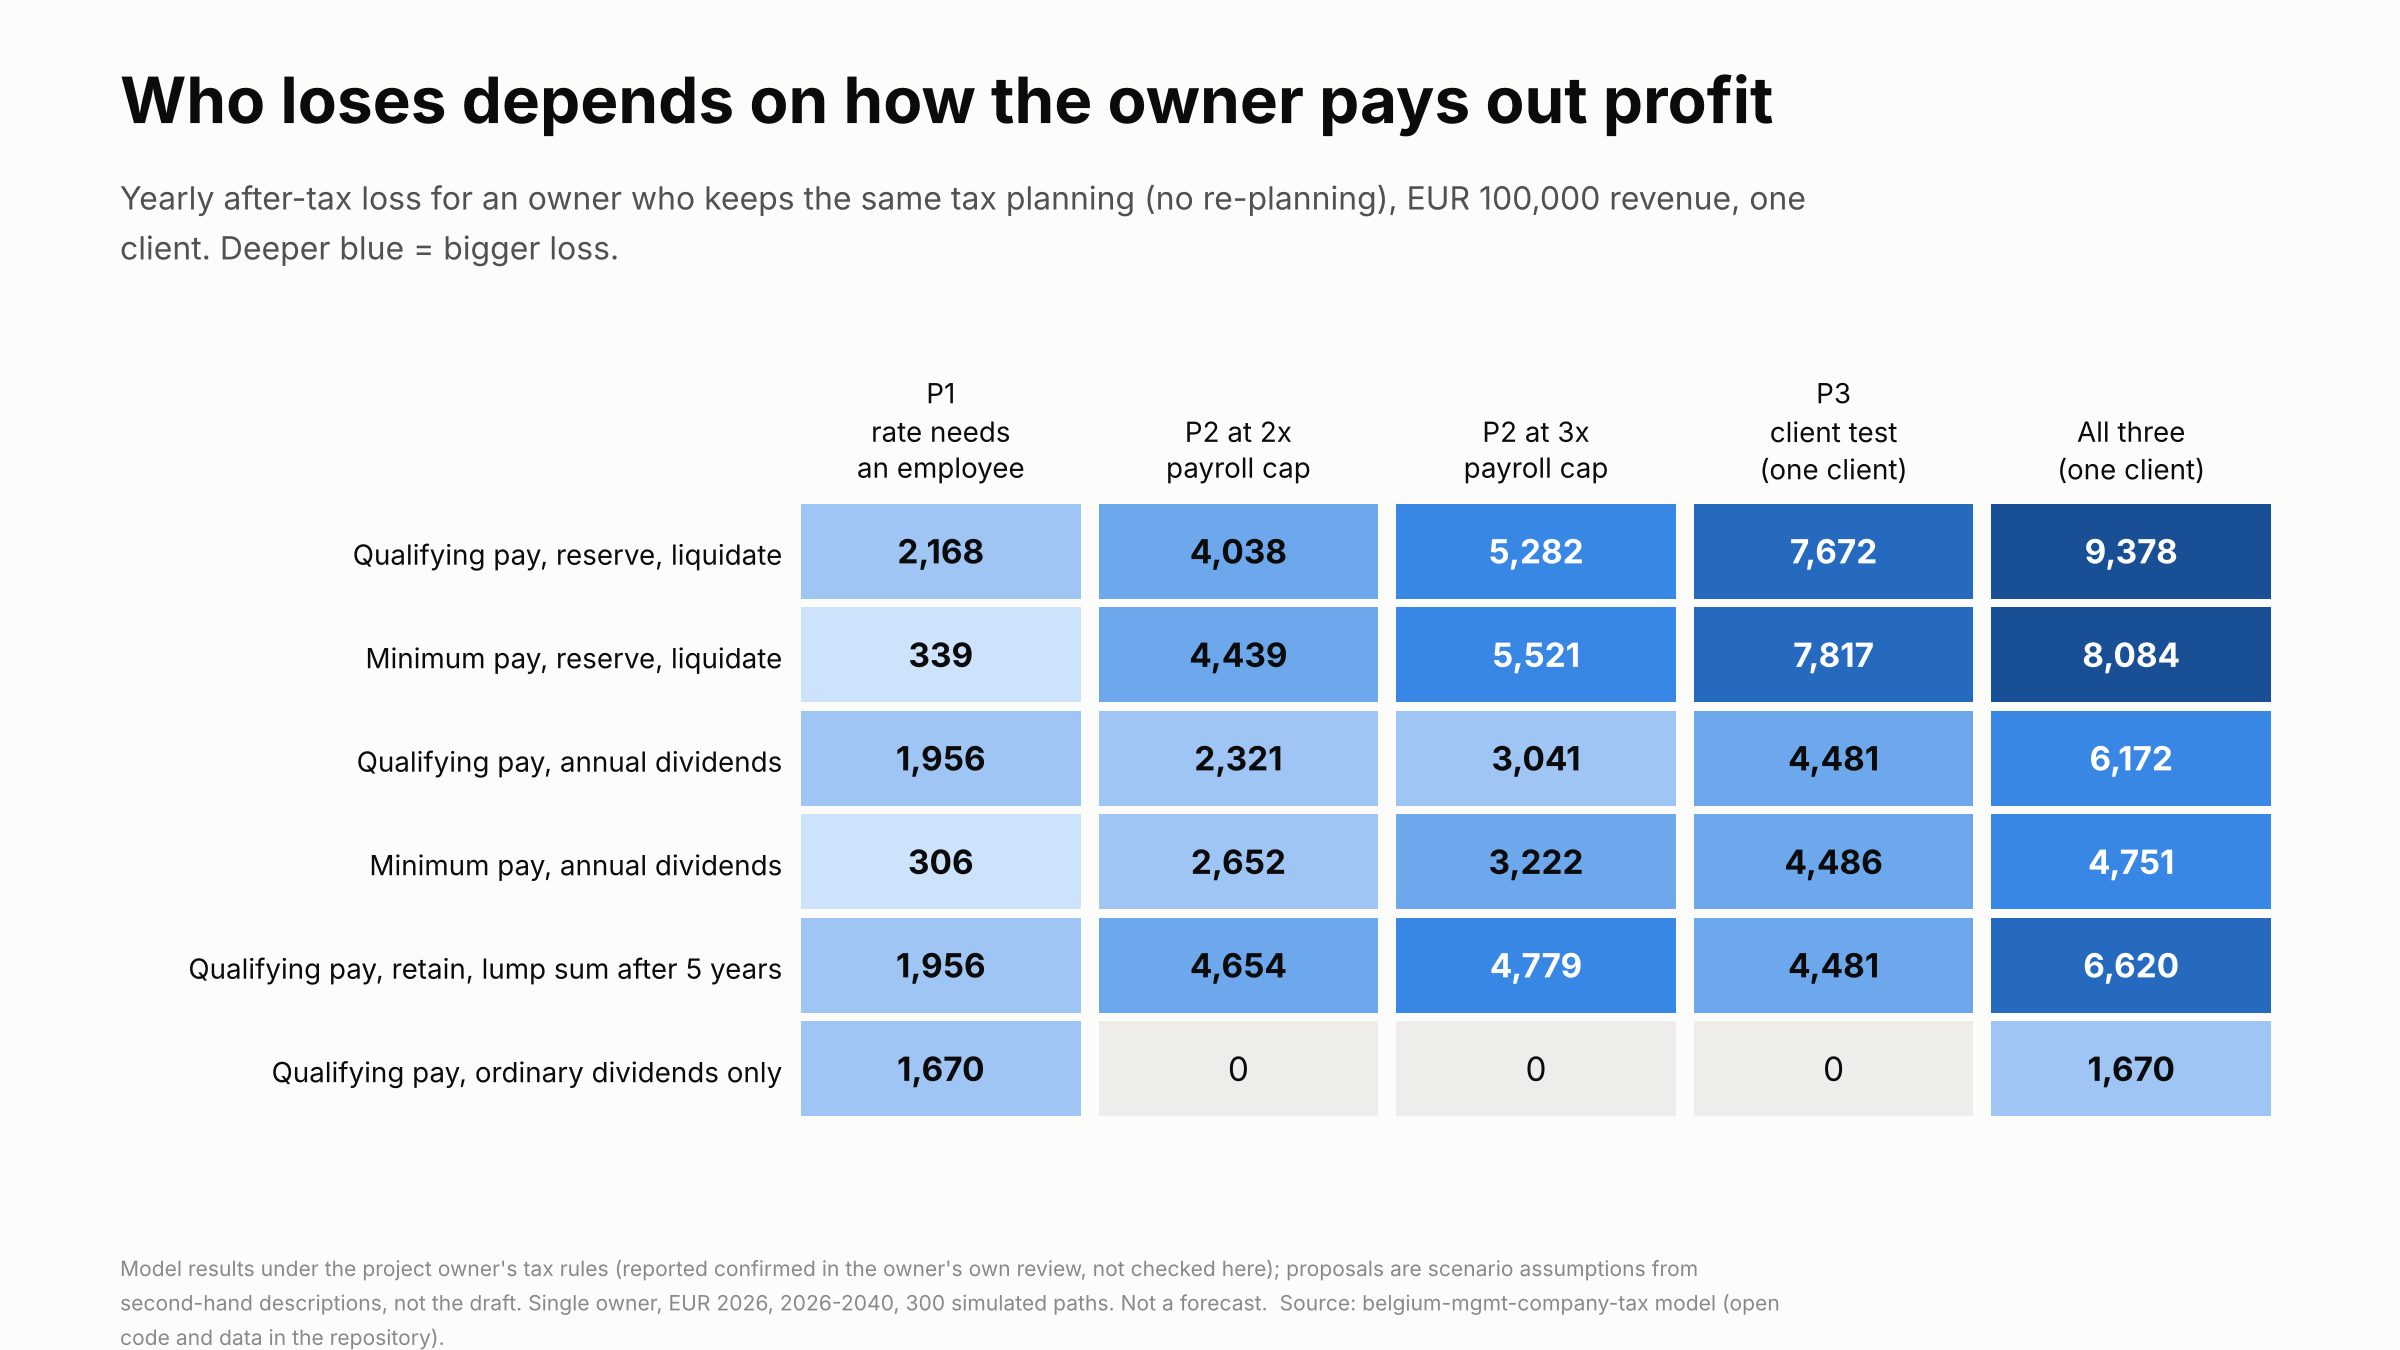 Who loses depends on how the owner pays out profit
Yearly after-tax loss for an owner who keeps the same tax planning (no re-planning), EUR 100,000 revenue, one
client. Deeper blue = bigger loss.
P1
rate needs
an employee
P2 at 2x
payroll cap
P2 at 3x
payroll cap
P3
client test
(one client)
All three
(one client)
Qualifying pay, reserve, liquidate 2,168 4,038 5,282 7,672 9,378
Minimum pay, reserve, liquidate 339 4,439 5,521 7,817 8,084
Qualifying pay, annual dividends 1,956 2,321 3,041 4,481 6,172
Minimum pay, annual dividends 306 2,652 3,222 4,486 4,751
Qualifying pay, retain, lump sum after 5 years 1,956 4,654 4,779 4,481 6,620
Qualifying pay, ordinary dividends only 1,670 0 0 0 1,670
Model results under the project owner's tax rules (reported confirmed in the owner's own review, not checked here); proposals are scenario assumptions from
second-hand descriptions, not the draft. Single owner, EUR 2026, 2026-2040, 300 simulated paths. Not a forecast. Source: belgium-mgmt-company-tax model (open
code and data in the repository).